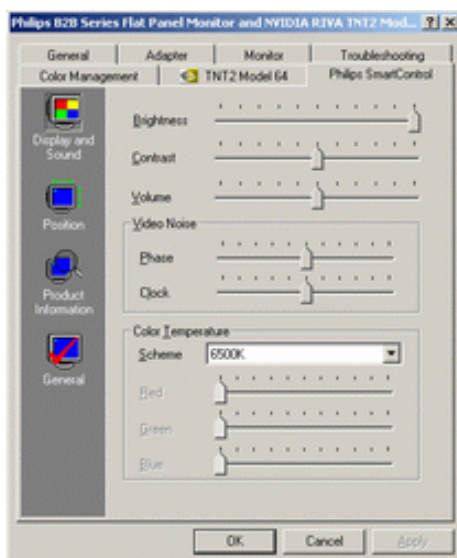 Philips B2B Series Flat Panel Monitor and NVIDIA RIVA TNT2 Mod...
General Adapter Monitor Troubleshooting
Color Management TNT2 Model 64 Philips SmartControl
Display and
Sound
Position
Product
Information
General
Brightness
Contrast
Volume
Video Noise
Phase
Clock
Color Temperature
Scheme 6500K
Red
Green
Blue
OK Cancel Apply